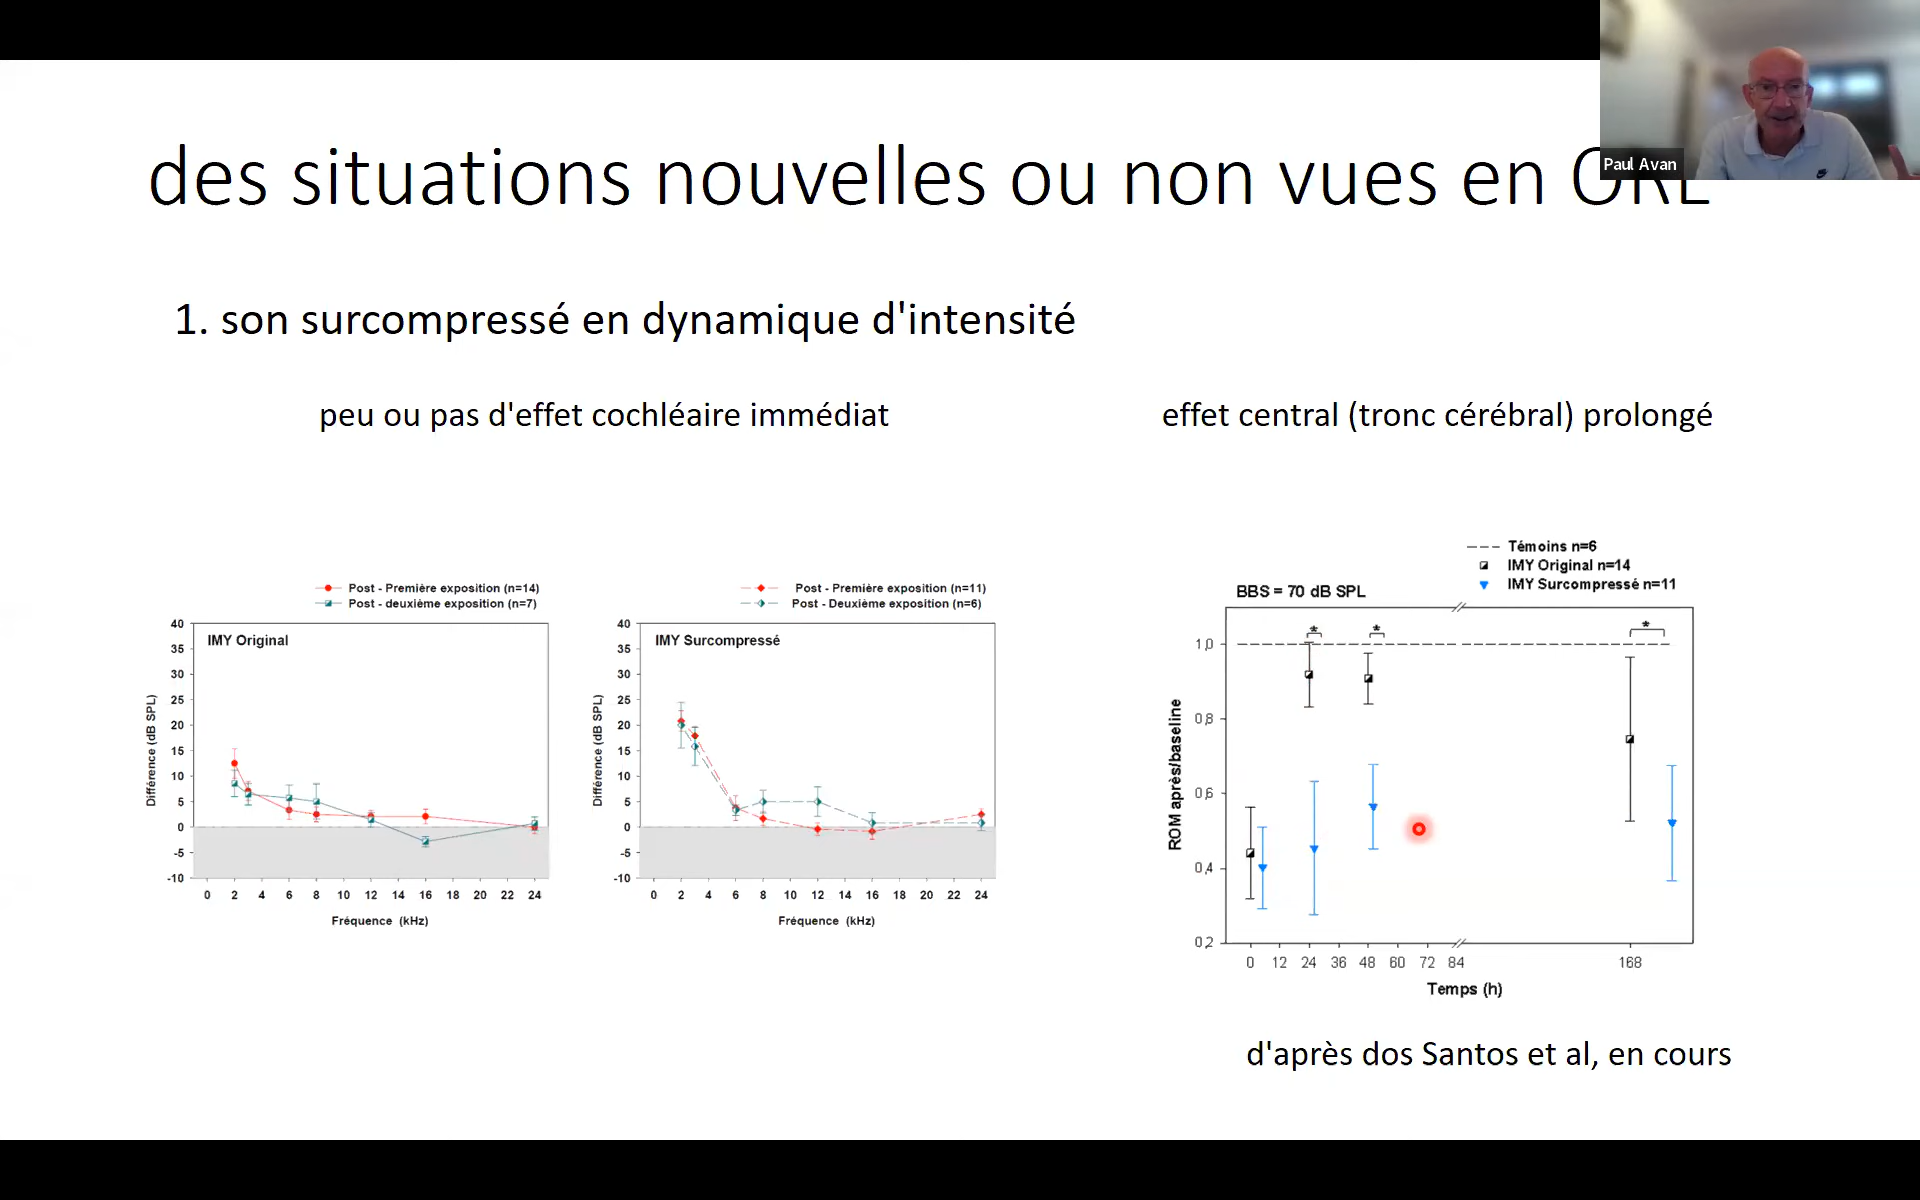 Paul Avan
des situations nouvelles ou non vues en ORL
1. son surcompressé en dynamique d'intensité
peu ou pas d'effet cochléaire immédiat
effet central (tronc cérébral) prolongé
Post - Première exposition (n=14)
Post - deuxième exposition (n=7)
IMY Original
40
35
30
25
20
15
10
5
0
-5
-10
Différence (dB SPL)
0 2 4 6 8 10 12 14 16 18 20 22 24
Fréquence (kHz)
Post - Première exposition (n=11)
Post - Deuxième exposition (n=6)
IMY Surcompressé
40
35
30
25
20
15
10
5
0
-5
-10
Différence (dB SPL)
0 2 4 6 8 10 12 14 16 18 20 22 24
Fréquence (kHz)
Témoins n=6
IMY Original n=14
IMY Surcompressé n=11
BBS = 70 dB SPL
* * *
1,0
0,8
0,6
0,4
0,2
ROM après/baseline
0 12 24 36 48 60 72 84 168
Temps (h)
d'après dos Santos et al, en cours